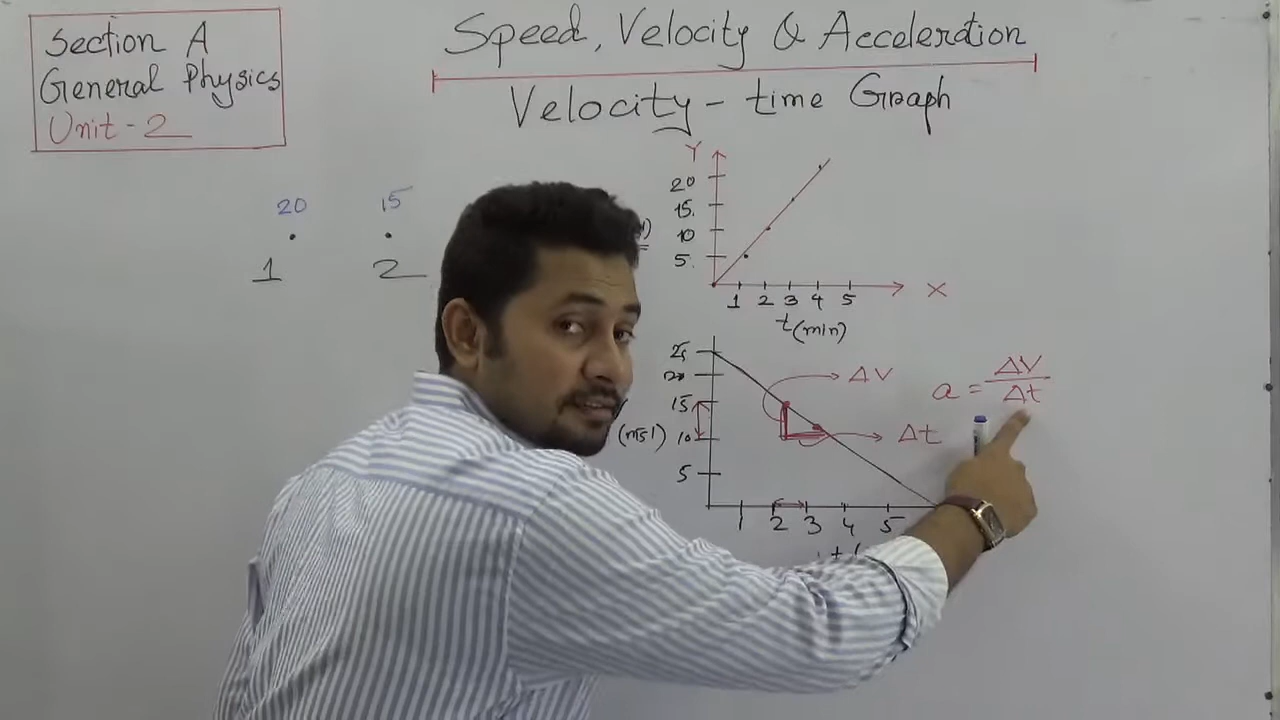 Section A
General Physics
Unit - 2
Speed, Velocity & Acceleration
Velocity - time Graph
20 15
1 2
Y
20
15
10
5
1 2 3 4 5
X
t (min)
25
20
15
10
5
(ms-1)
ΔV
Δt
a = ΔV
Δt
1 2 3 4 5
t (